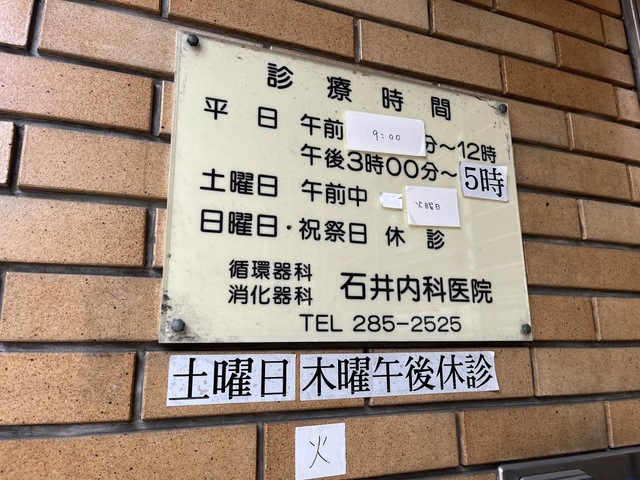 診療時間
平日 午前 9:00 分～12時
午後3時00分～5時
土曜日 午前中 火曜日
日曜日・祝祭日 休診
循環器科
消化器科 石井内科医院
TEL 285-2525
土曜日 木曜午後休診
火